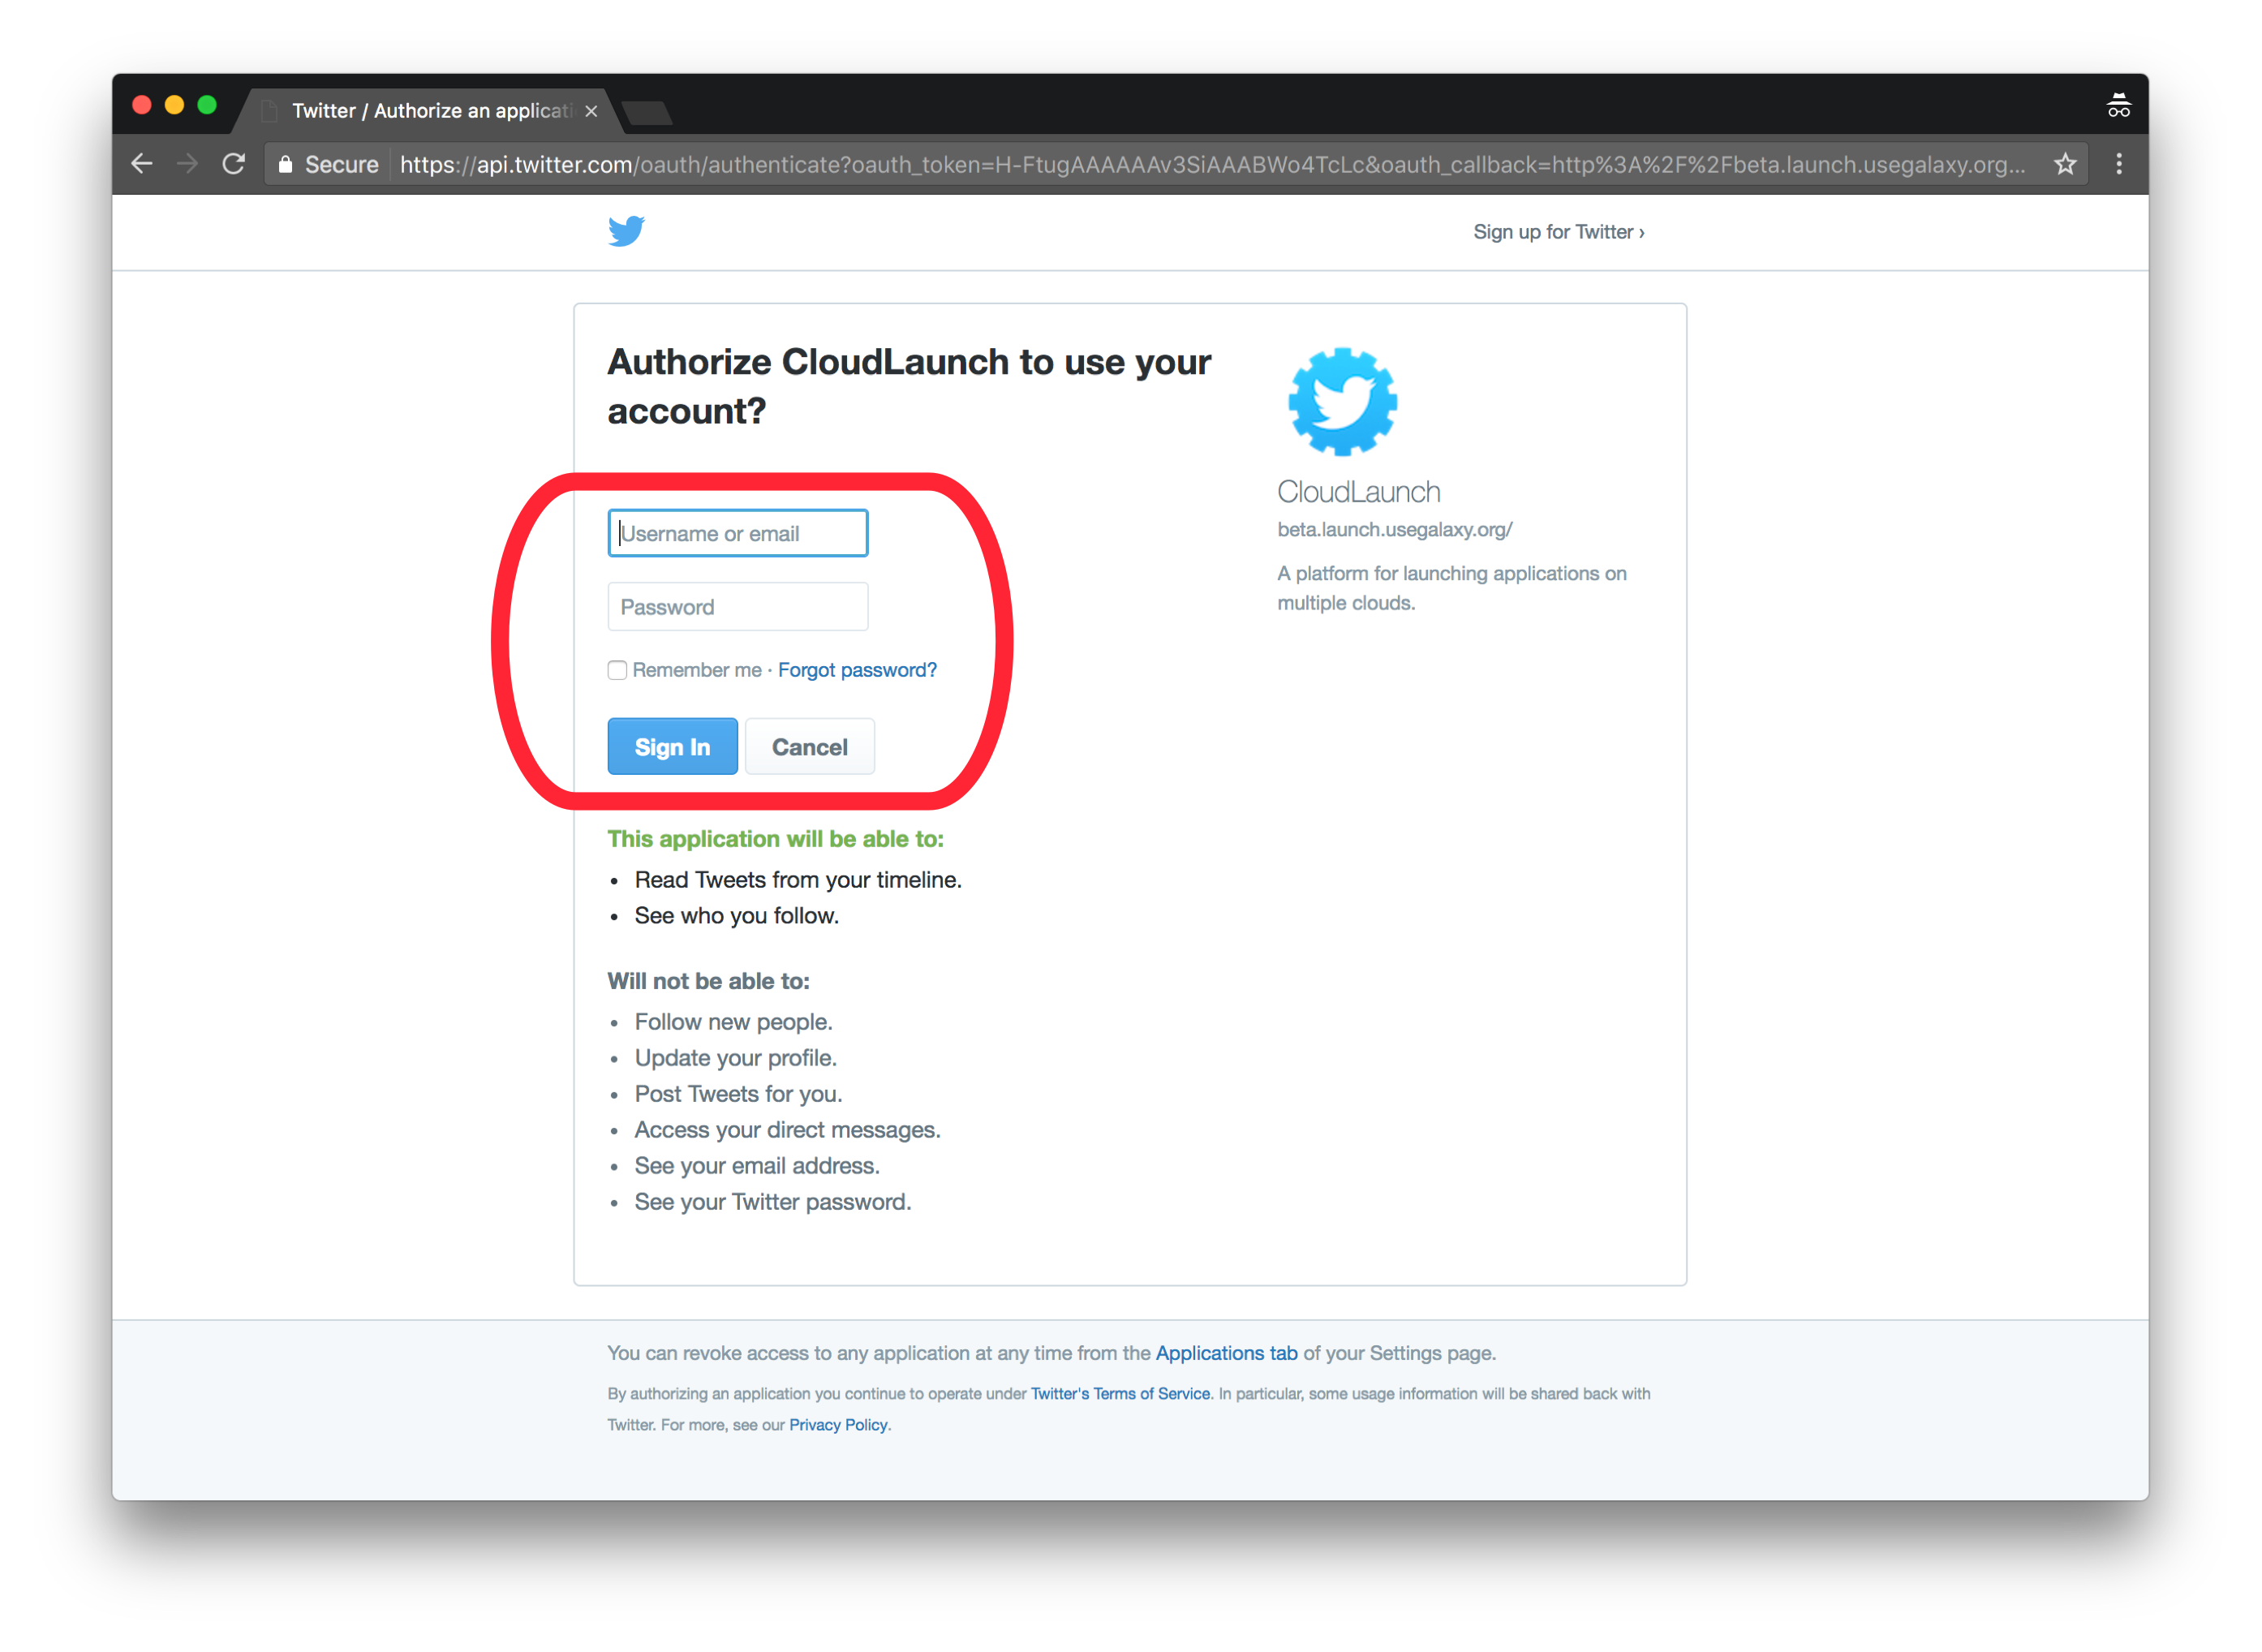 Twitter / Authorize an applicati
Secure https://api.twitter.com/oauth/authenticate?oauth_token=H-FtugAAAAAAv3SiAAABWo4TcLc&oauth_callback=http%3A%2F%2Fbeta.launch.usegalaxy.org...
Sign up for Twitter ›
Authorize CloudLaunch to use your
account?
CloudLaunch
beta.launch.usegalaxy.org/
A platform for launching applications on
multiple clouds.
Username or email
Password
Remember me · Forgot password?
Sign In Cancel
This application will be able to:
• Read Tweets from your timeline.
• See who you follow.
Will not be able to:
• Follow new people.
• Update your profile.
• Post Tweets for you.
• Access your direct messages.
• See your email address.
• See your Twitter password.
You can revoke access to any application at any time from the Applications tab of your Settings page.
By authorizing an application you continue to operate under Twitter's Terms of Service. In particular, some usage information will be shared back with
Twitter. For more, see our Privacy Policy.